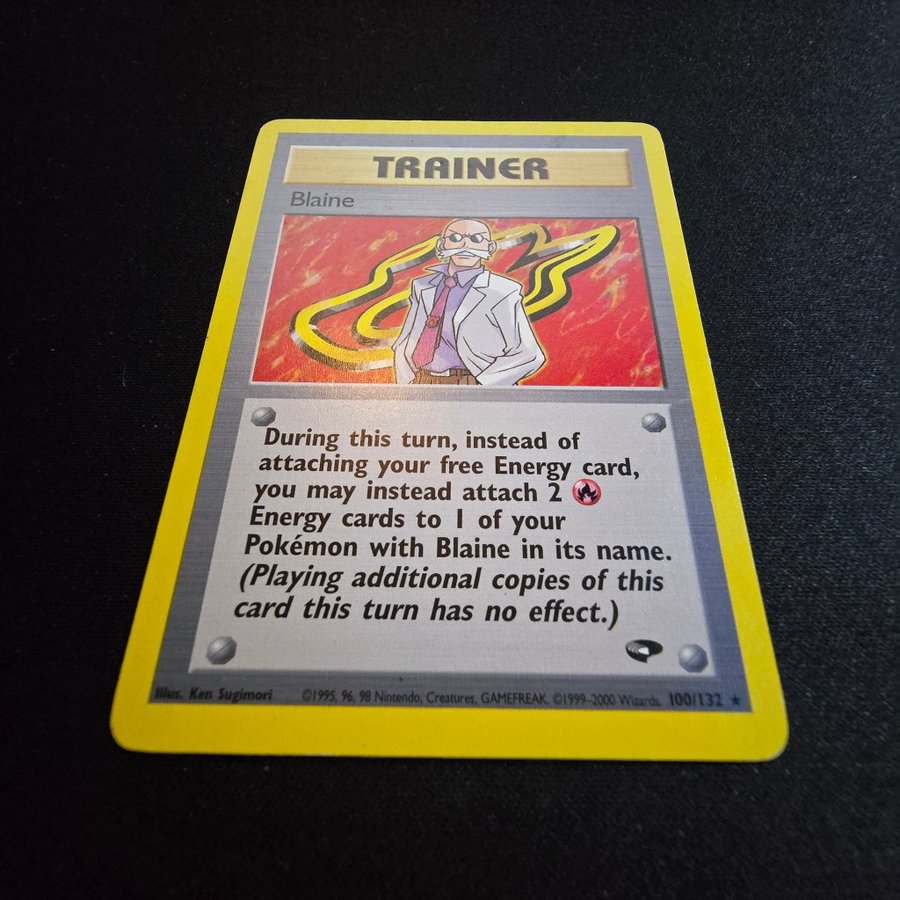 TRAINER
Blaine
During this turn, instead of
attaching your free Energy card,
you may instead attach 2
Energy cards to 1 of your
Pokémon with Blaine in its name.
(Playing additional copies of this
card this turn has no effect.)
Illus. Ken Sugimori ©1995, 96, 98 Nintendo, Creatures, GAMEFREAK. ©1999-2000 Wizards. 100/132 ★